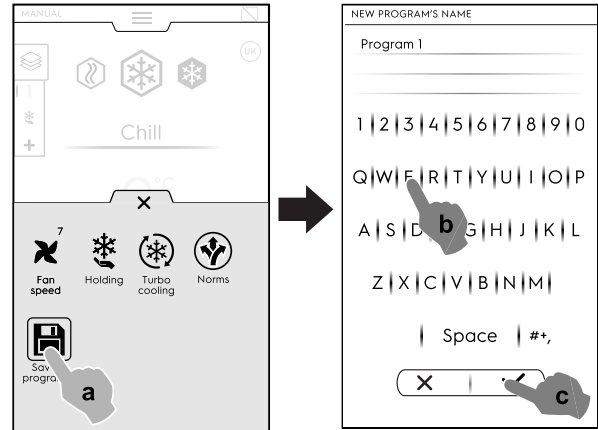 MANUAL
UK
1
Chill
°C
7
Fan
speed
Holding
Turbo
cooling
Norms
a
NEW PROGRAM'S NAME
Program 1
1 2 3 4 5 6 7 8 9 0
Q W E R T Y U I O P
A S D G H J K L
b
Z X C V B N M
Space #+,
c